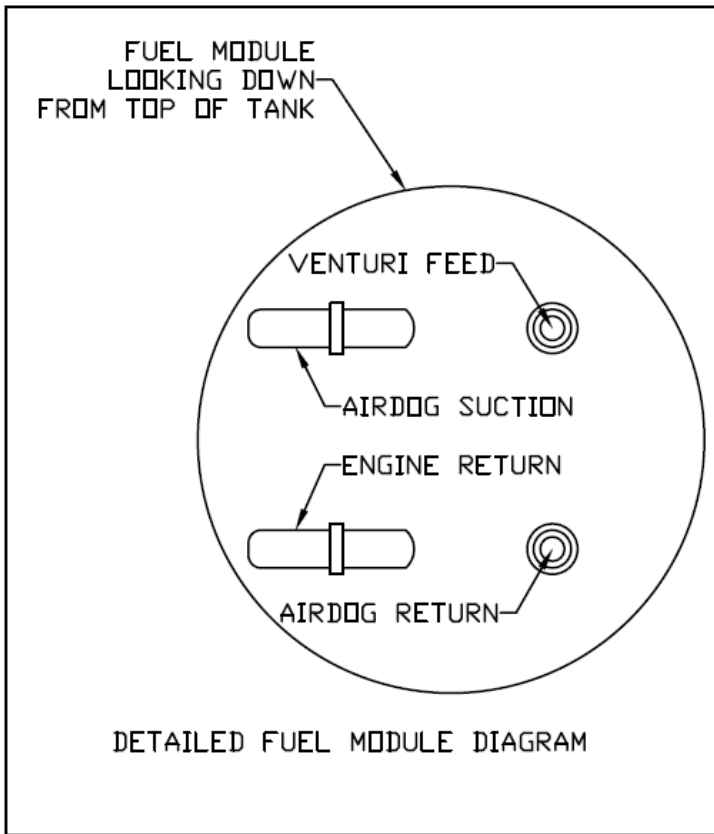 FUEL MODULE
LOOKING DOWN
FROM TOP OF TANK
VENTURI FEED
AIRDOG SUCTION
ENGINE RETURN
AIRDOG RETURN
DETAILED FUEL MODULE DIAGRAM